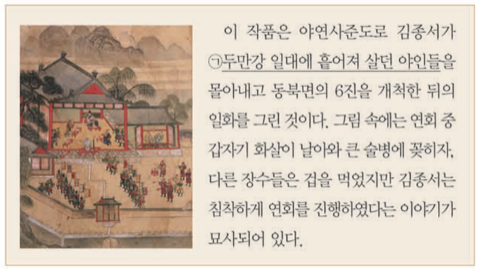 이 작품은 야연사준도로 김종서가
㉠두만강 일대에 흩어져 살던 야인들을
몰아내고 동북면의 6진을 개척한 뒤의
일화를 그린 것이다. 그림 속에는 연회 중
갑자기 화살이 날아와 큰 술병에 꽂히자,
다른 장수들은 겁을 먹었지만 김종서는
침착하게 연회를 진행하였다는 이야기가
묘사되어 있다.